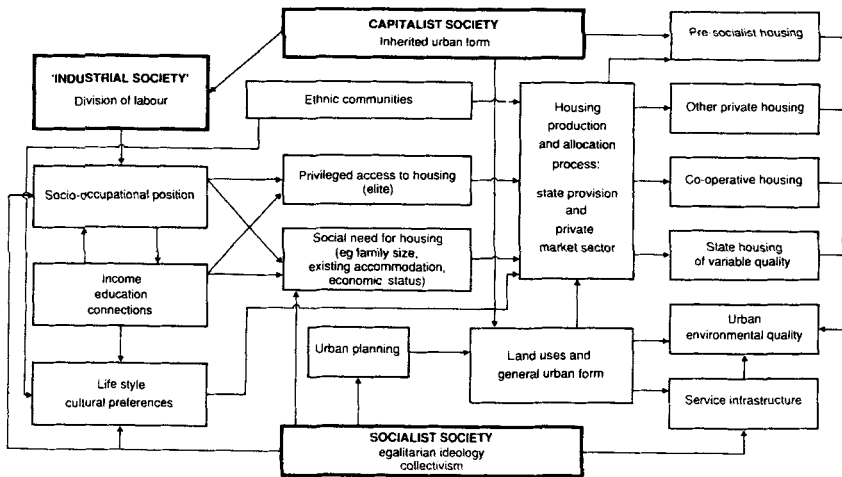 CAPITALIST SOCIETY
Inherited urban form
'INDUSTRIAL SOCIETY'
Division of labour
Ethnic communities
Socio-occupational position
Privileged access to housing
(elite)
Social need for housing
(eg family size,
existing accommodation,
economic status)
Income
education
connections
Urban planning
Life style
cultural preferences
Housing
production
and allocation
process:
state provision
and
private
market sector
Land uses and
general urban form
Pre-socialist housing
Other private housing
Co-operative housing
State housing
of variable quality
Urban
environmental quality
Service infrastructure
SOCIALIST SOCIETY
egalitarian ideology
collectivism